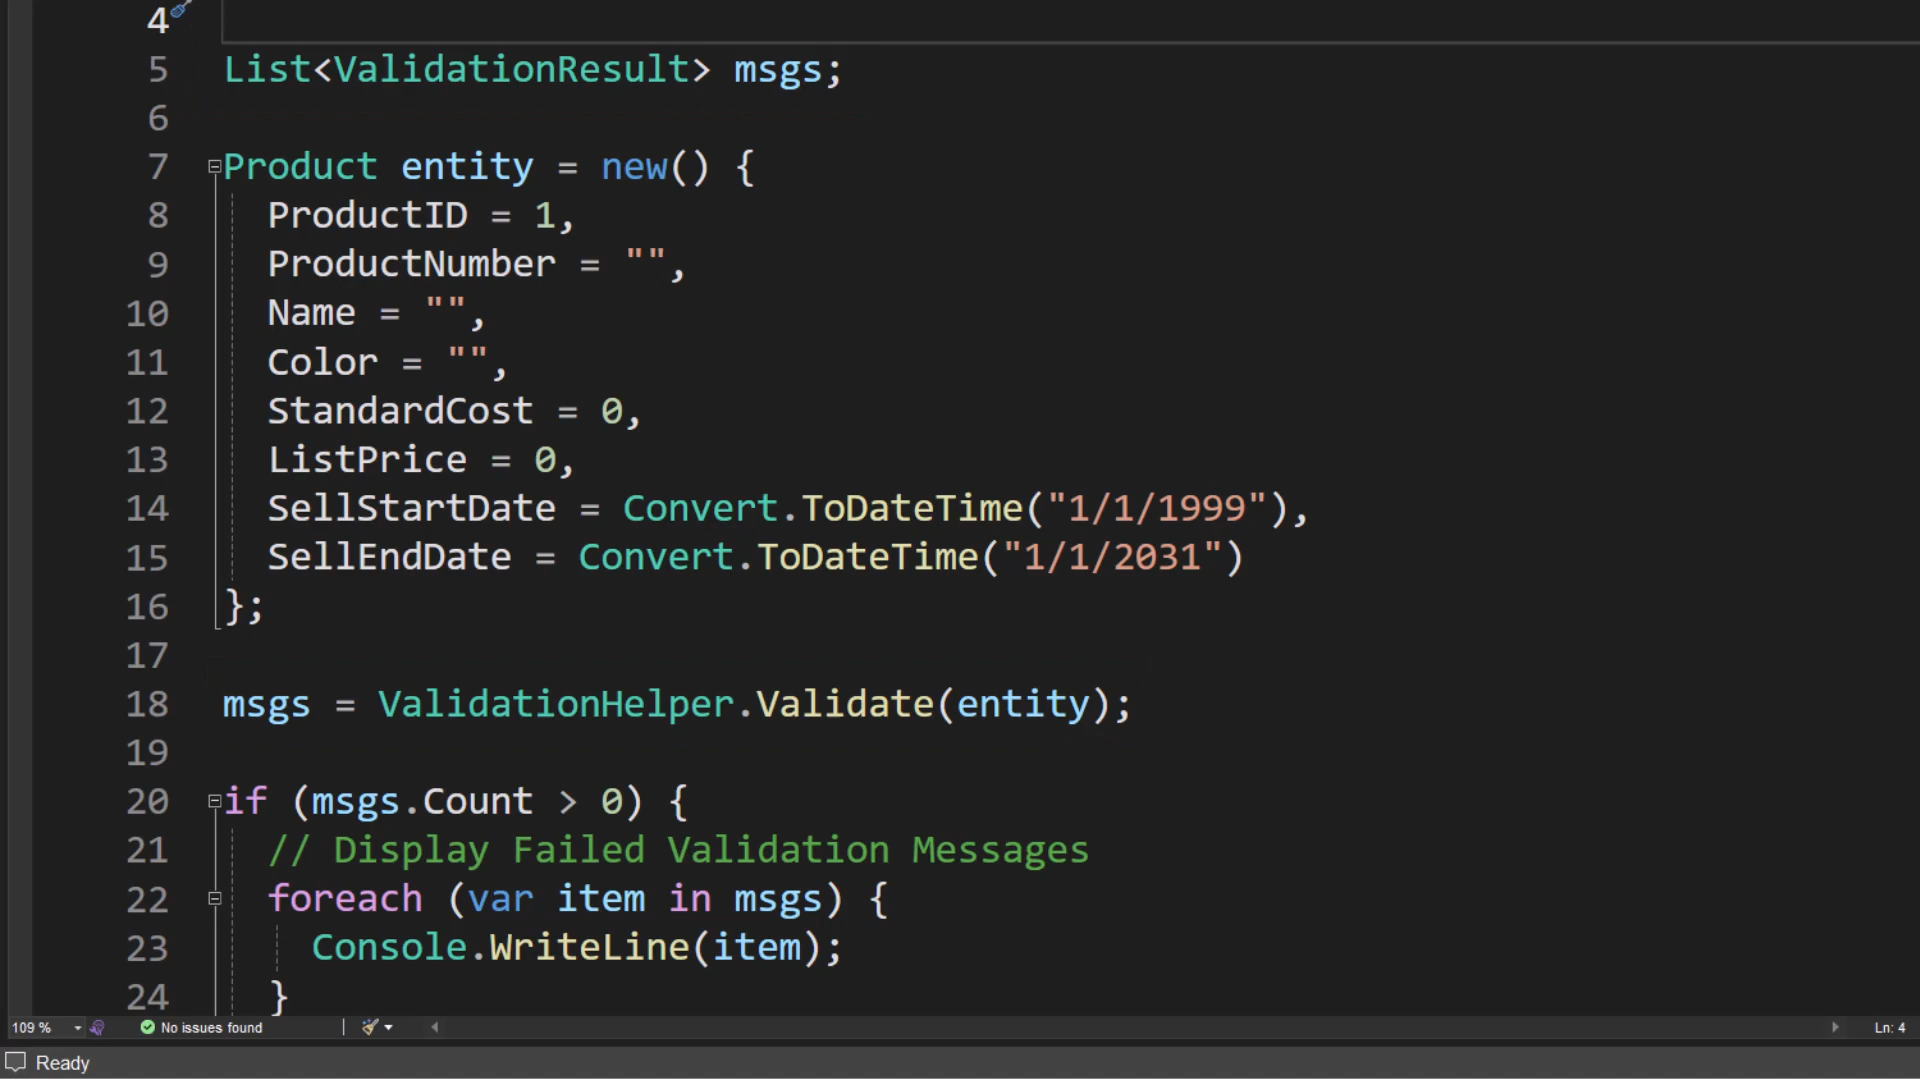 4
5 List<ValidationResult> msgs;
6
7 Product entity = new() {
8 ProductID = 1,
9 ProductNumber = "",
10 Name = "",
11 Color = "",
12 StandardCost = 0,
13 ListPrice = 0,
14 SellStartDate = Convert.ToDateTime("1/1/1999"),
15 SellEndDate = Convert.ToDateTime("1/1/2031")
16 };
17
18 msgs = ValidationHelper.Validate(entity);
19
20 if (msgs.Count > 0) {
21 // Display Failed Validation Messages
22 foreach (var item in msgs) {
23 Console.WriteLine(item);
24 }
109 % No issues found Ln: 4
Ready